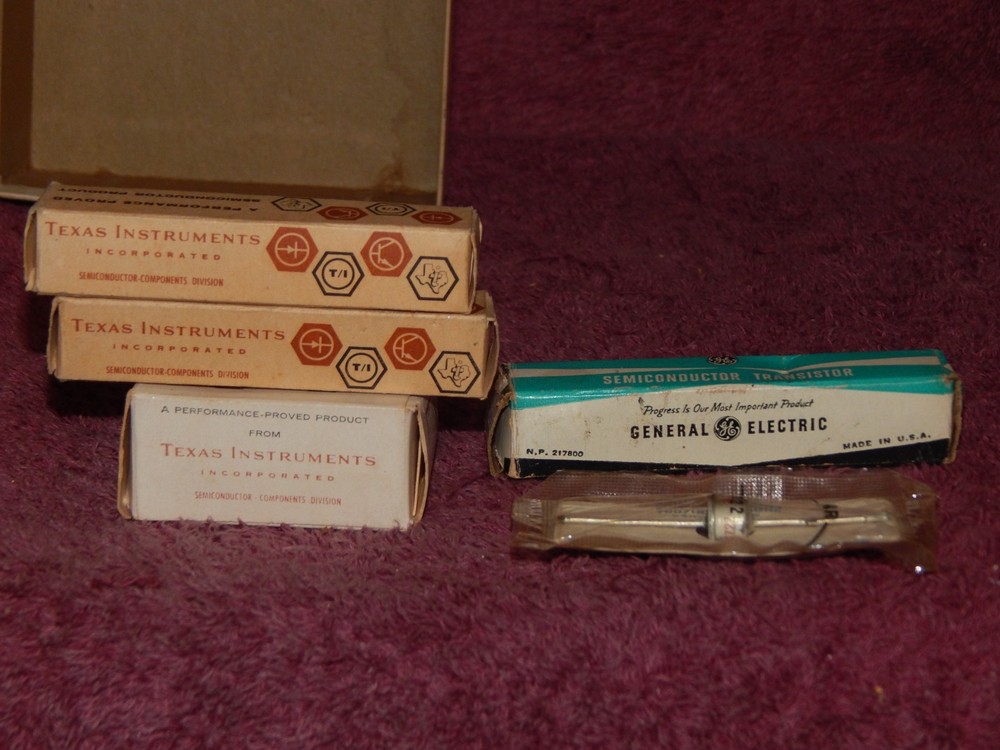 A PERFORMANCE PROVED
SEMICONDUCTOR PRODUCT
TEXAS INSTRUMENTS
INCORPORATED
SEMICONDUCTOR-COMPONENTS DIVISION
T/I
TEXAS INSTRUMENTS
INCORPORATED
SEMICONDUCTOR-COMPONENTS DIVISION
T/I
A PERFORMANCE-PROVED PRODUCT
FROM
TEXAS INSTRUMENTS
INCORPORATED
SEMICONDUCTOR-COMPONENTS DIVISION
SEMICONDUCTOR TRANSISTOR
Progress Is Our Most Important Product
GENERAL GE ELECTRIC
N.P. 217800
MADE IN U.S.A.